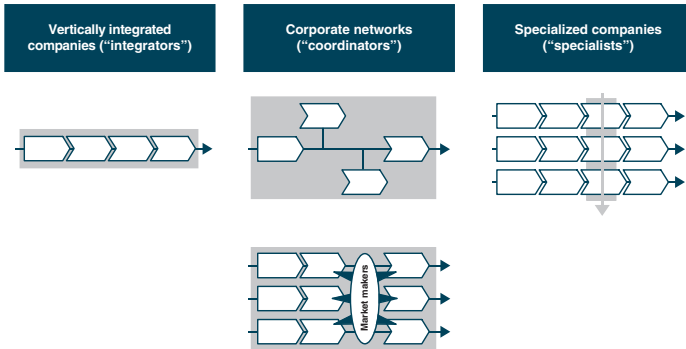 Vertically integrated
companies (“integrators”)
Corporate networks
(“coordinators”)
Specialized companies
(“specialists”)
Market makers